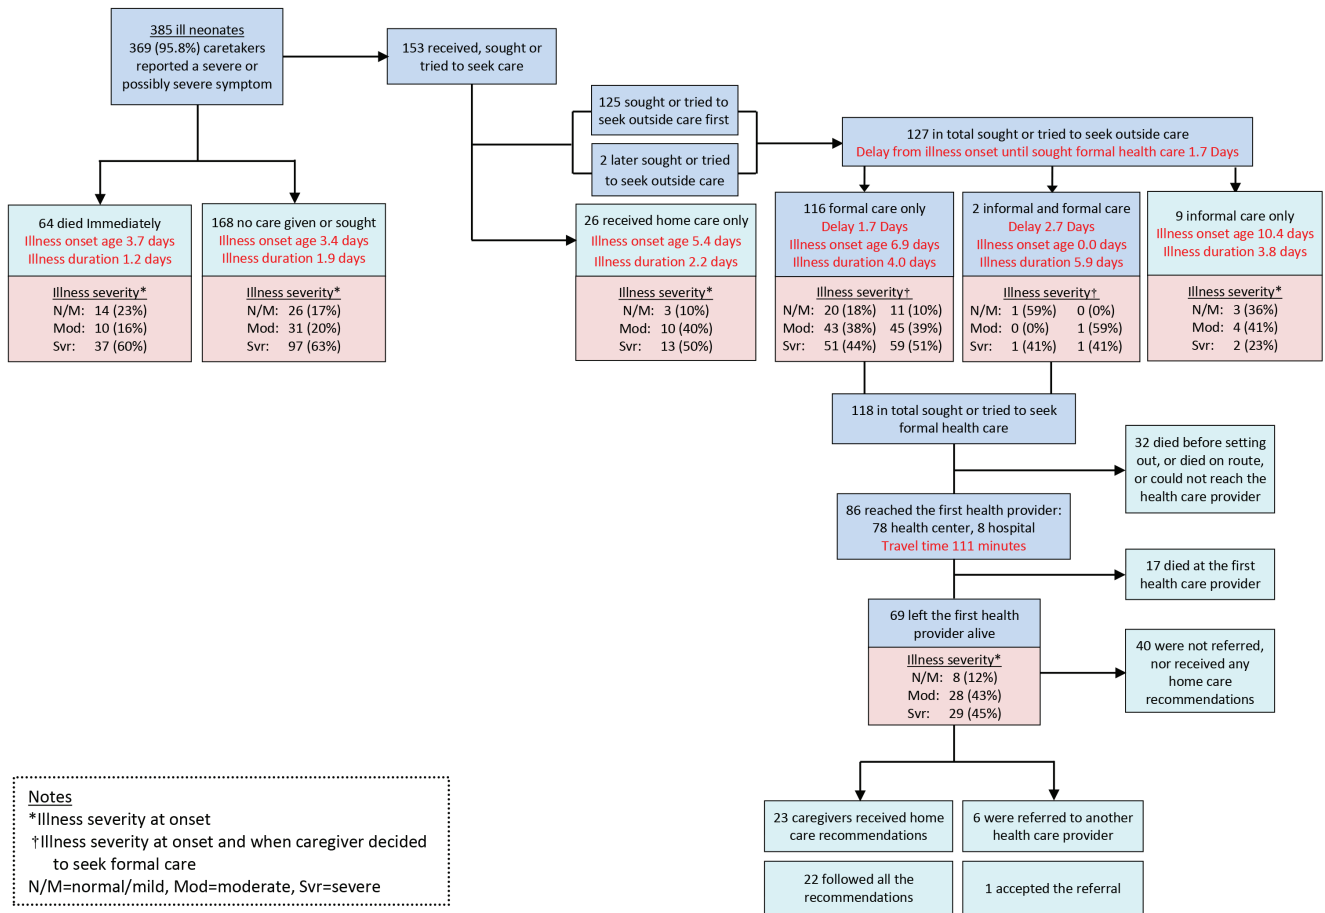 385 ill neonates
369 (95.8%) caretakers
reported a severe or
possibly severe symptom
153 received, sought or
tried to seek care
125 sought or tried to
seek outside care first
2 later sought or tried
to seek outside care
127 in total sought or tried to seek outside care
Delay from illness onset until sought formal health care 1.7 Days
64 died Immediately
Illness onset age 3.7 days
Illness duration 1.2 days
Illness severity*
N/M: 14 (23%)
Mod: 10 (16%)
Svr: 37 (60%)
168 no care given or sought
Illness onset age 3.4 days
Illness duration 1.9 days
Illness severity*
N/M: 26 (17%)
Mod: 31 (20%)
Svr: 97 (63%)
26 received home care only
Illness onset age 5.4 days
Illness duration 2.2 days
Illness severity*
N/M: 3 (10%)
Mod: 10 (40%)
Svr: 13 (50%)
116 formal care only
Delay 1.7 Days
Illness onset age 6.9 days
Illness duration 4.0 days
Illness severity†
N/M: 20 (18%) 11 (10%)
Mod: 43 (38%) 45 (39%)
Svr: 51 (44%) 59 (51%)
2 informal and formal care
Delay 2.7 Days
Illness onset age 0.0 days
Illness duration 5.9 days
Illness severity†
N/M: 1 (59%) 0 (0%)
Mod: 0 (0%) 1 (59%)
Svr: 1 (41%) 1 (41%)
9 informal care only
Illness onset age 10.4 days
Illness duration 3.8 days
Illness severity*
N/M: 3 (36%)
Mod: 4 (41%)
Svr: 2 (23%)
118 in total sought or tried to seek
formal health care
32 died before setting
out, or died on route,
or could not reach the
health care provider
86 reached the first health provider:
78 health center, 8 hospital
Travel time 111 minutes
17 died at the first
health care provider
69 left the first health
provider alive
Illness severity*
N/M: 8 (12%)
Mod: 28 (43%)
Svr: 29 (45%)
40 were not referred,
nor received any
home care
recommendations
23 caregivers received home
care recommendations
6 were referred to another
health care provider
22 followed all the
recommendations
1 accepted the referral
Notes
*Illness severity at onset
†Illness severity at onset and when caregiver decided
to seek formal care
N/M=normal/mild, Mod=moderate, Svr=severe